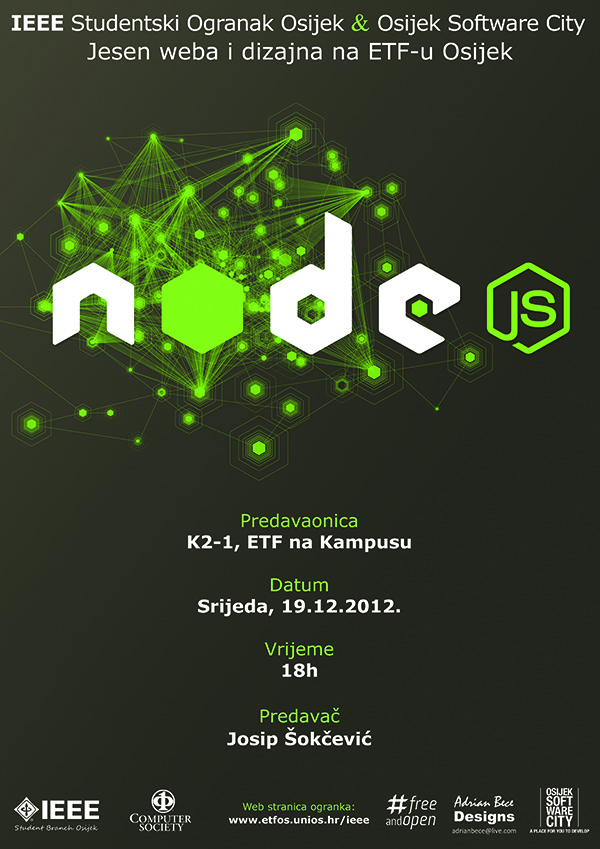 IEEE Studentski Ogranak Osijek & Osijek Software City
Jesen weba i dizajna na ETF-u Osijek
node JS
Predavaonica
K2-1, ETF na Kampusu
Datum
Srijeda, 19.12.2012.
Vrijeme
18h
Predavač
Josip Šokčević
IEEE
Student Branch Osijek
COMPUTER
SOCIETY
Web stranica ogranka:
www.etfos.unios.hr/ieee
#free
andopen
Adrian Bece
Designs
adrianbece@live.com
OSIJEK
SOFT
WARE
CITY
A PLACE FOR YOU TO DEVELOP